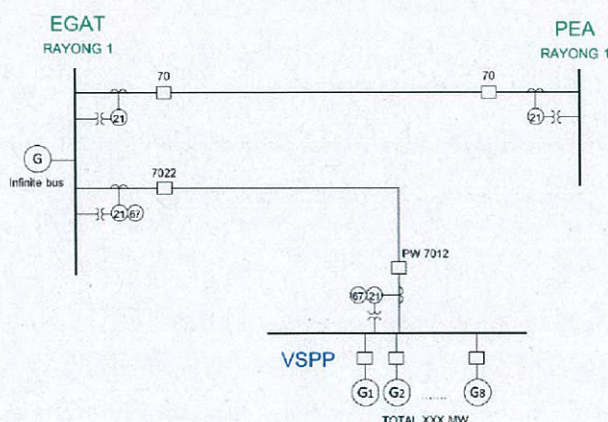 EGAT
RAYONG 1
PEA
RAYONG 1
70
70
21
21
G
Infinite bus
7022
21
67
PW 7012
67
21
VSPP
G1
G2
......
G8
TOTAL XXX MW